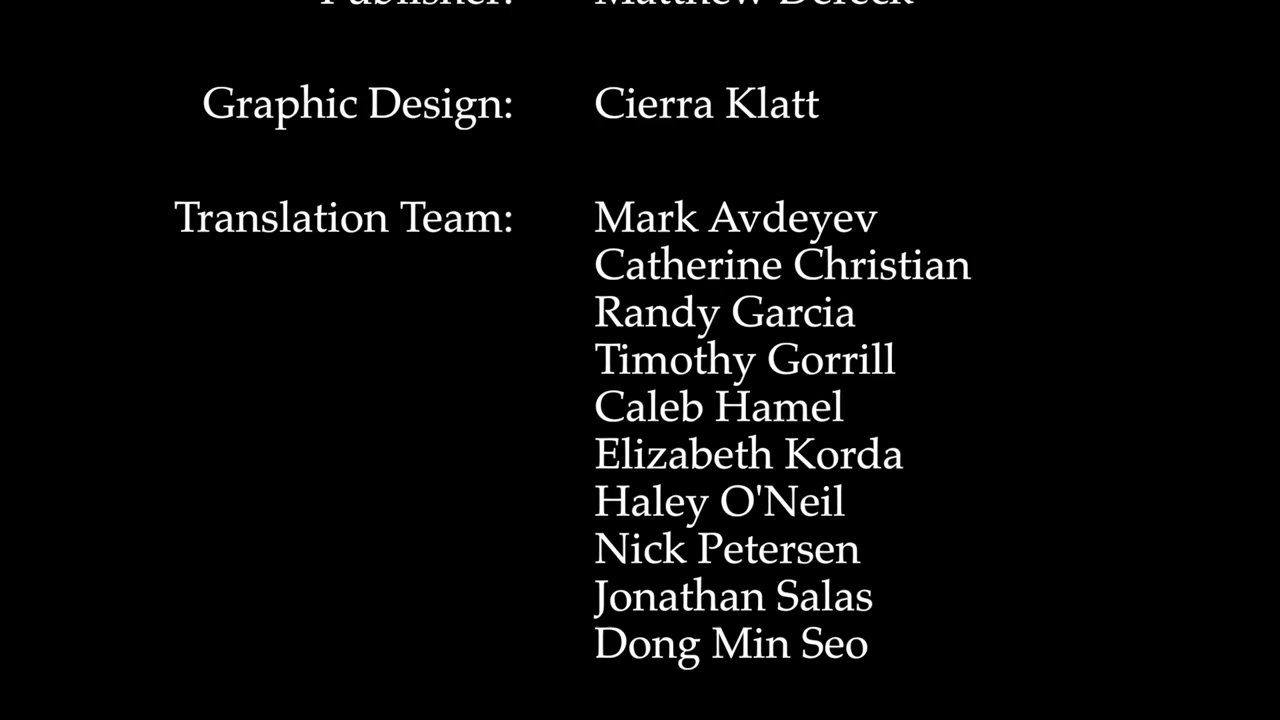 Publisher: Matthew Dereck
Graphic Design: Cierra Klatt
Translation Team: Mark Avdeyev
Catherine Christian
Randy Garcia
Timothy Gorrill
Caleb Hamel
Elizabeth Korda
Haley O'Neil
Nick Petersen
Jonathan Salas
Dong Min Seo